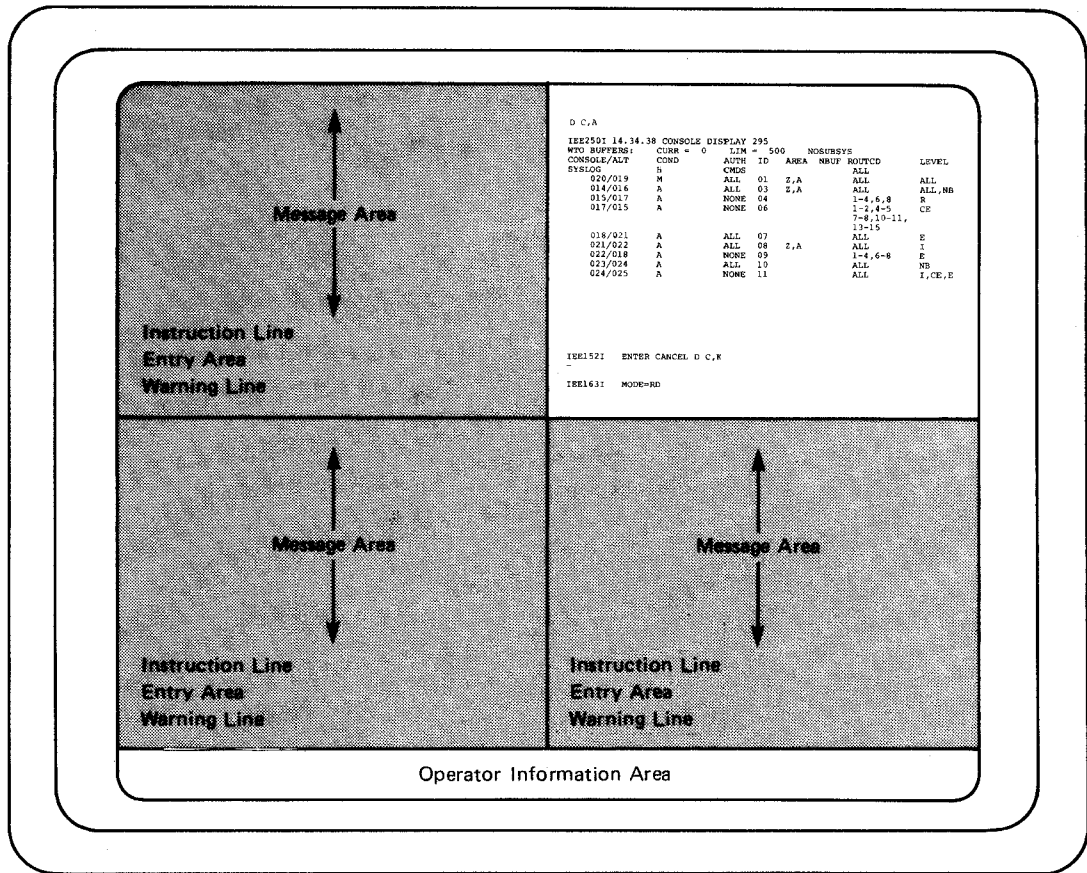 Message Area
Instruction Line
Entry Area
Warning Line
D C,A
IEE250I 14.34.38 CONSOLE DISPLAY 295
WTO BUFFERS: CURR = 0 LIM = 500 NOSUBSYS
CONSOLE/ALT COND AUTH ID AREA NBUF ROUTCD LEVEL
SYSLOG h CMDS ALL
020/019 M ALL 01 Z,A ALL ALL
014/016 A ALL 03 Z,A ALL ALL,NB
015/017 A NONE 04 1-4,6,8 R
017/015 A NONE 06 1-2,4-5 CE
7-8,10-11,
13-15
018/021 A ALL 07 ALL E
021/022 A ALL 08 Z,A ALL I
022/018 A NONE 09 1-4,6-8 E
023/024 A ALL 10 ALL NB
024/025 A NONE 11 ALL I,CE,E
IEE152I ENTER CANCEL D C,K
-
IEE163I MODE=RD
Message Area
Instruction Line
Entry Area
Warning Line
Message Area
Instruction Line
Entry Area
Warning Line
Operator Information Area